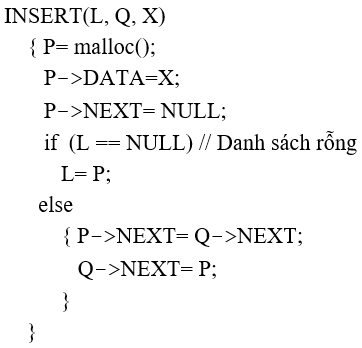 INSERT(L, Q, X)
{ P= malloc();
P->DATA=X;
P->NEXT= NULL;
if (L == NULL) // Danh sách rỗng
L= P;
else
{ P->NEXT= Q->NEXT;
Q->NEXT= P;
}
}